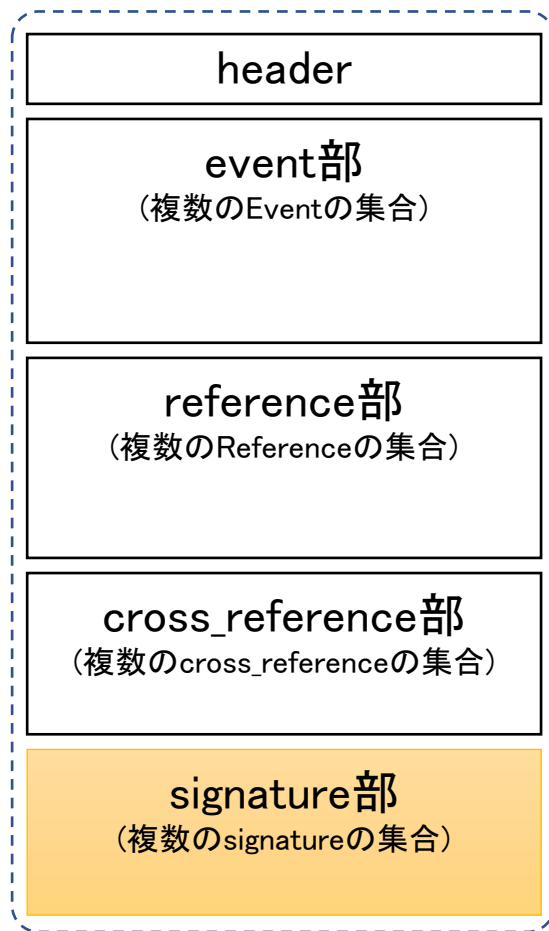 header
event部
(複数のEventの集合)
reference部
(複数のReferenceの集合)
cross_reference部
(複数のcross_referenceの集合)
signature部
(複数のsignatureの集合)